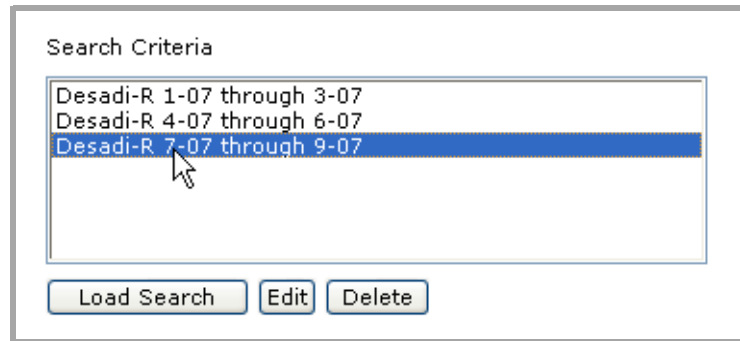 Search Criteria
Desadi-R 1-07 through 3-07
Desadi-R 4-07 through 6-07
Desadi-R 7-07 through 9-07
Load Search Edit Delete